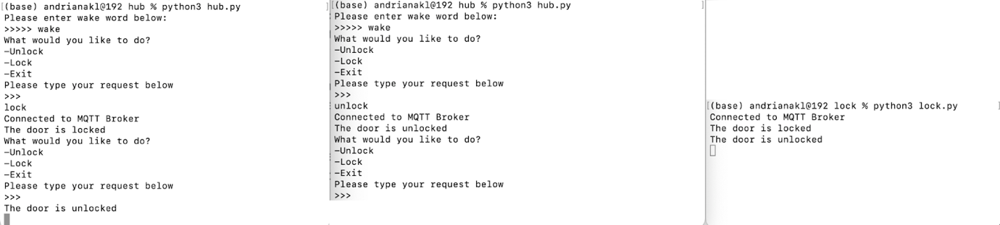 (base) andrianakl@192 hub % python3 hub.py
Please enter wake word below:
>>>>> wake
What would you like to do?
-Unlock
-Lock
-Exit
Please type your request below
>>>
lock
Connected to MQTT Broker
The door is locked
What would you like to do?
-Unlock
-Lock
-Exit
Please type your request below
>>>
The door is unlocked
[(base) andrianakl@192 hub % python3 hub.py ]
Please enter wake word below:
>>>>> wake
What would you like to do?
-Unlock
-Lock
-Exit
Please type your request below
>>>
unlock
Connected to MQTT Broker
The door is unlocked
What would you like to do?
-Unlock
-Lock
-Exit
Please type your request below
>>>
[(base) andrianakl@192 lock % python3 lock.py ]
Connected to MQTT Broker
The door is locked
The door is unlocked